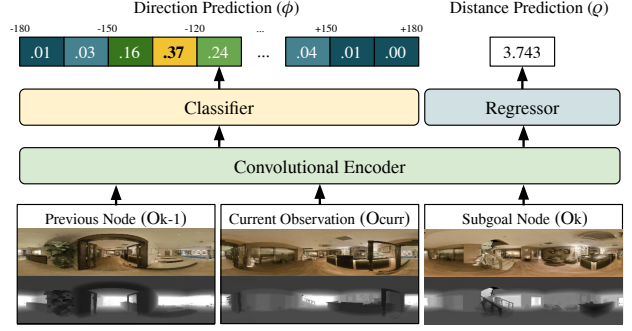 Direction Prediction (ϕ) Distance Prediction (ϱ)
-180 -150 -120 ... +150 +180
.01 .03 .16 .37 .24 ... .04 .01 .00 3.743
Classifier Regressor
Convolutional Encoder
Previous Node (Ok-1) Current Observation (Ocurr) Subgoal Node (Ok)